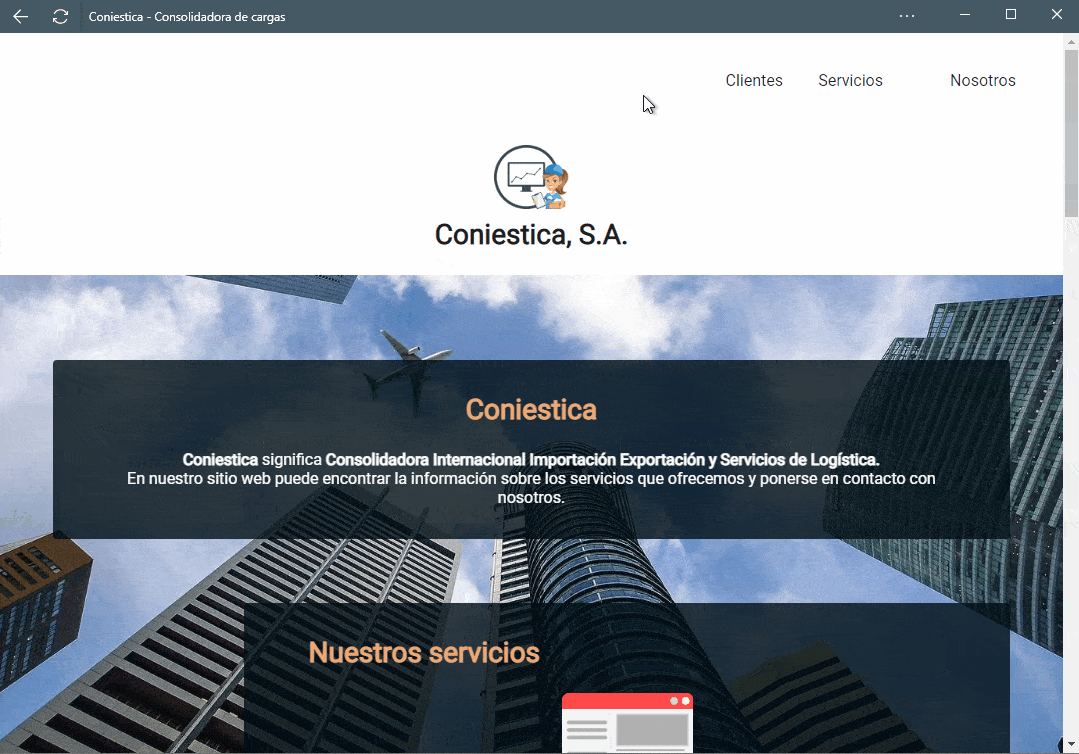 Coniestica - Consolidadora de cargas
Clientes Servicios Nosotros
Coniestica, S.A.
Coniestica
Coniestica significa Consolidadora Internacional Importación Exportación y Servicios de Logística.
En nuestro sitio web puede encontrar la información sobre los servicios que ofrecemos y ponerse en contacto con
nosotros.
Nuestros servicios